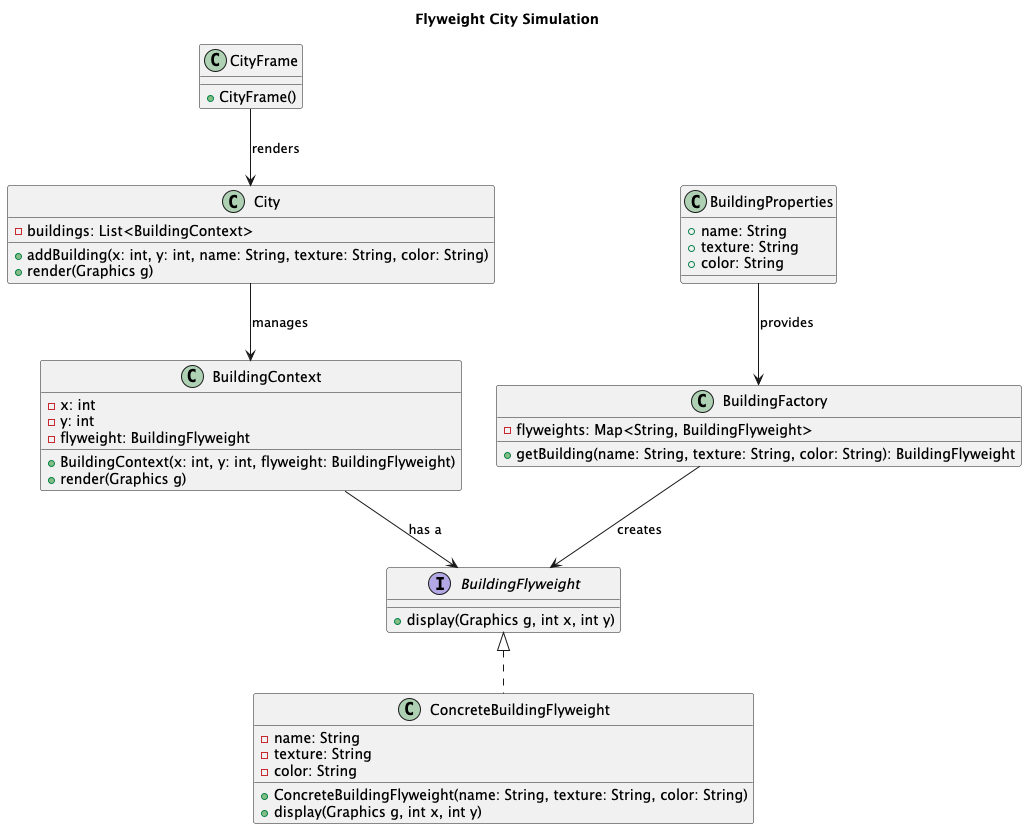 Flyweight City Simulation
C CityFrame
CityFrame()
renders
C City
buildings: List<BuildingContext>
addBuilding(x: int, y: int, name: String, texture: String, color: String)
render(Graphics g)
C BuildingProperties
name: String
texture: String
color: String
manages
provides
C BuildingContext
x: int
y: int
flyweight: BuildingFlyweight
BuildingContext(x: int, y: int, flyweight: BuildingFlyweight)
render(Graphics g)
C BuildingFactory
flyweights: Map<String, BuildingFlyweight>
getBuilding(name: String, texture: String, color: String): BuildingFlyweight
has a
creates
I BuildingFlyweight
display(Graphics g, int x, int y)
C ConcreteBuildingFlyweight
name: String
texture: String
color: String
ConcreteBuildingFlyweight(name: String, texture: String, color: String)
display(Graphics g, int x, int y)